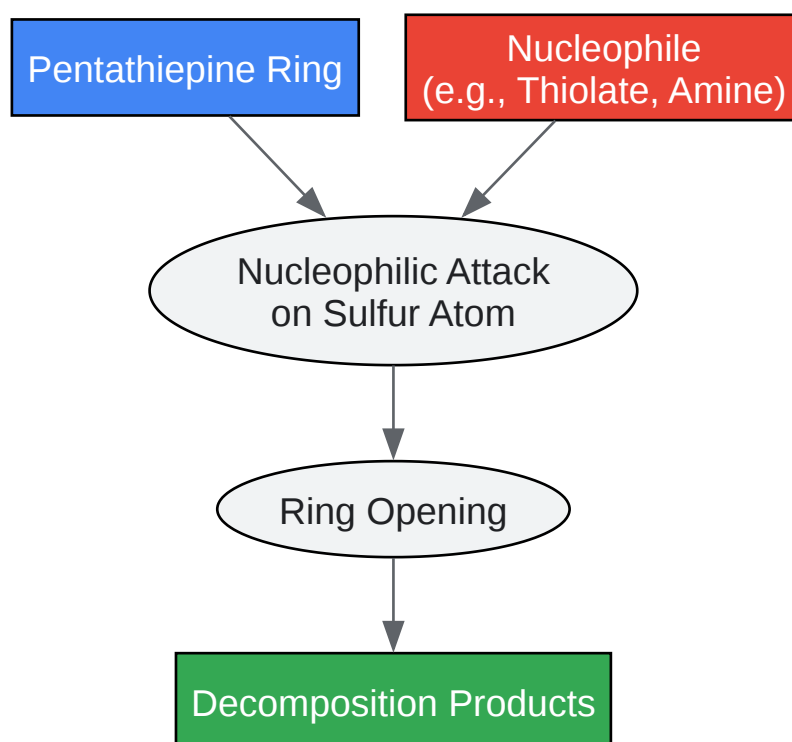 Pentathiepine Ring
Nucleophile
(e.g., Thiolate, Amine)
Nucleophilic Attack
on Sulfur Atom
Ring Opening
Decomposition Products